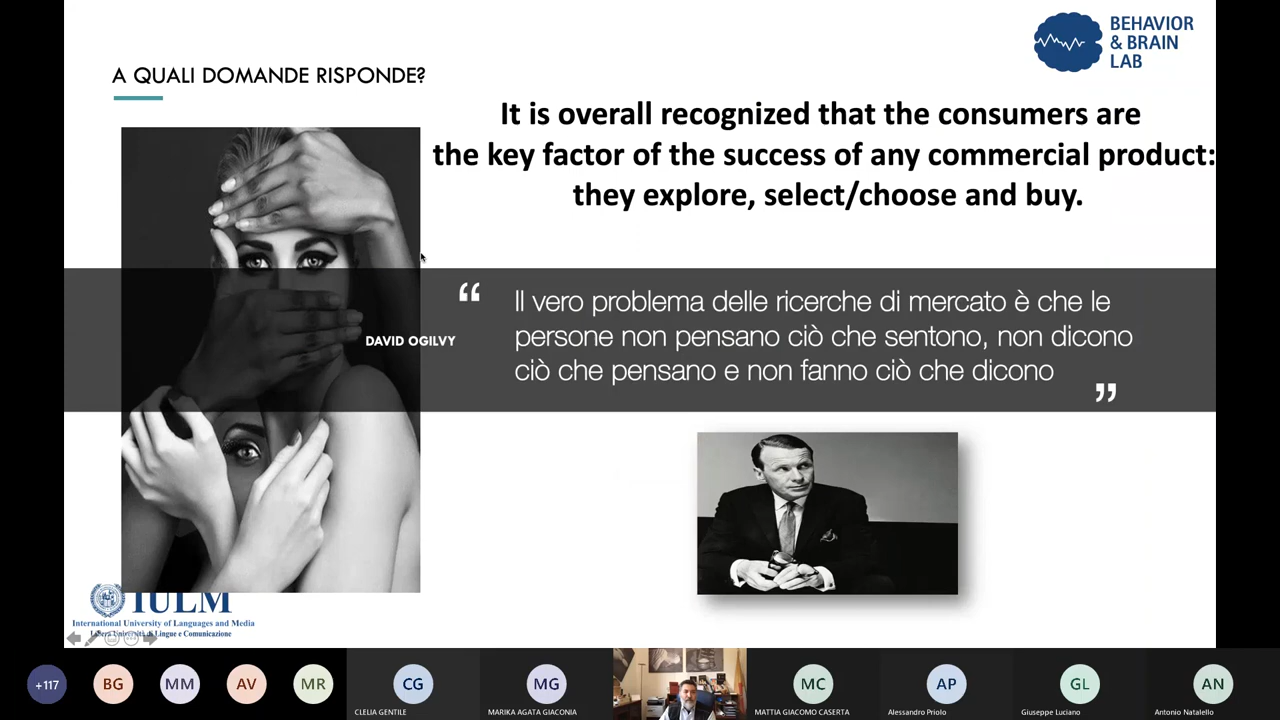 BEHAVIOR
& BRAIN
LAB
A QUALI DOMANDE RISPONDE?
It is overall recognized that the consumers are
the key factor of the success of any commercial product:
they explore, select/choose and buy.
“
Il vero problema delle ricerche di mercato è che le
persone non pensano ciò che sentono, non dicono
ciò che pensano e non fanno ciò che dicono
”
DAVID OGILVY
IULM
International University of Languages and Media
Libera Università di Lingue e Comunicazione
+117
BG
MM
AV
MR
CG
CLELIA GENTILE
MG
MARIKA AGATA GIACONIA
MC
MATTIA GIACOMO CASERTA
AP
Alessandro Priolo
GL
Giuseppe Luciano
AN
Antonio Natalello